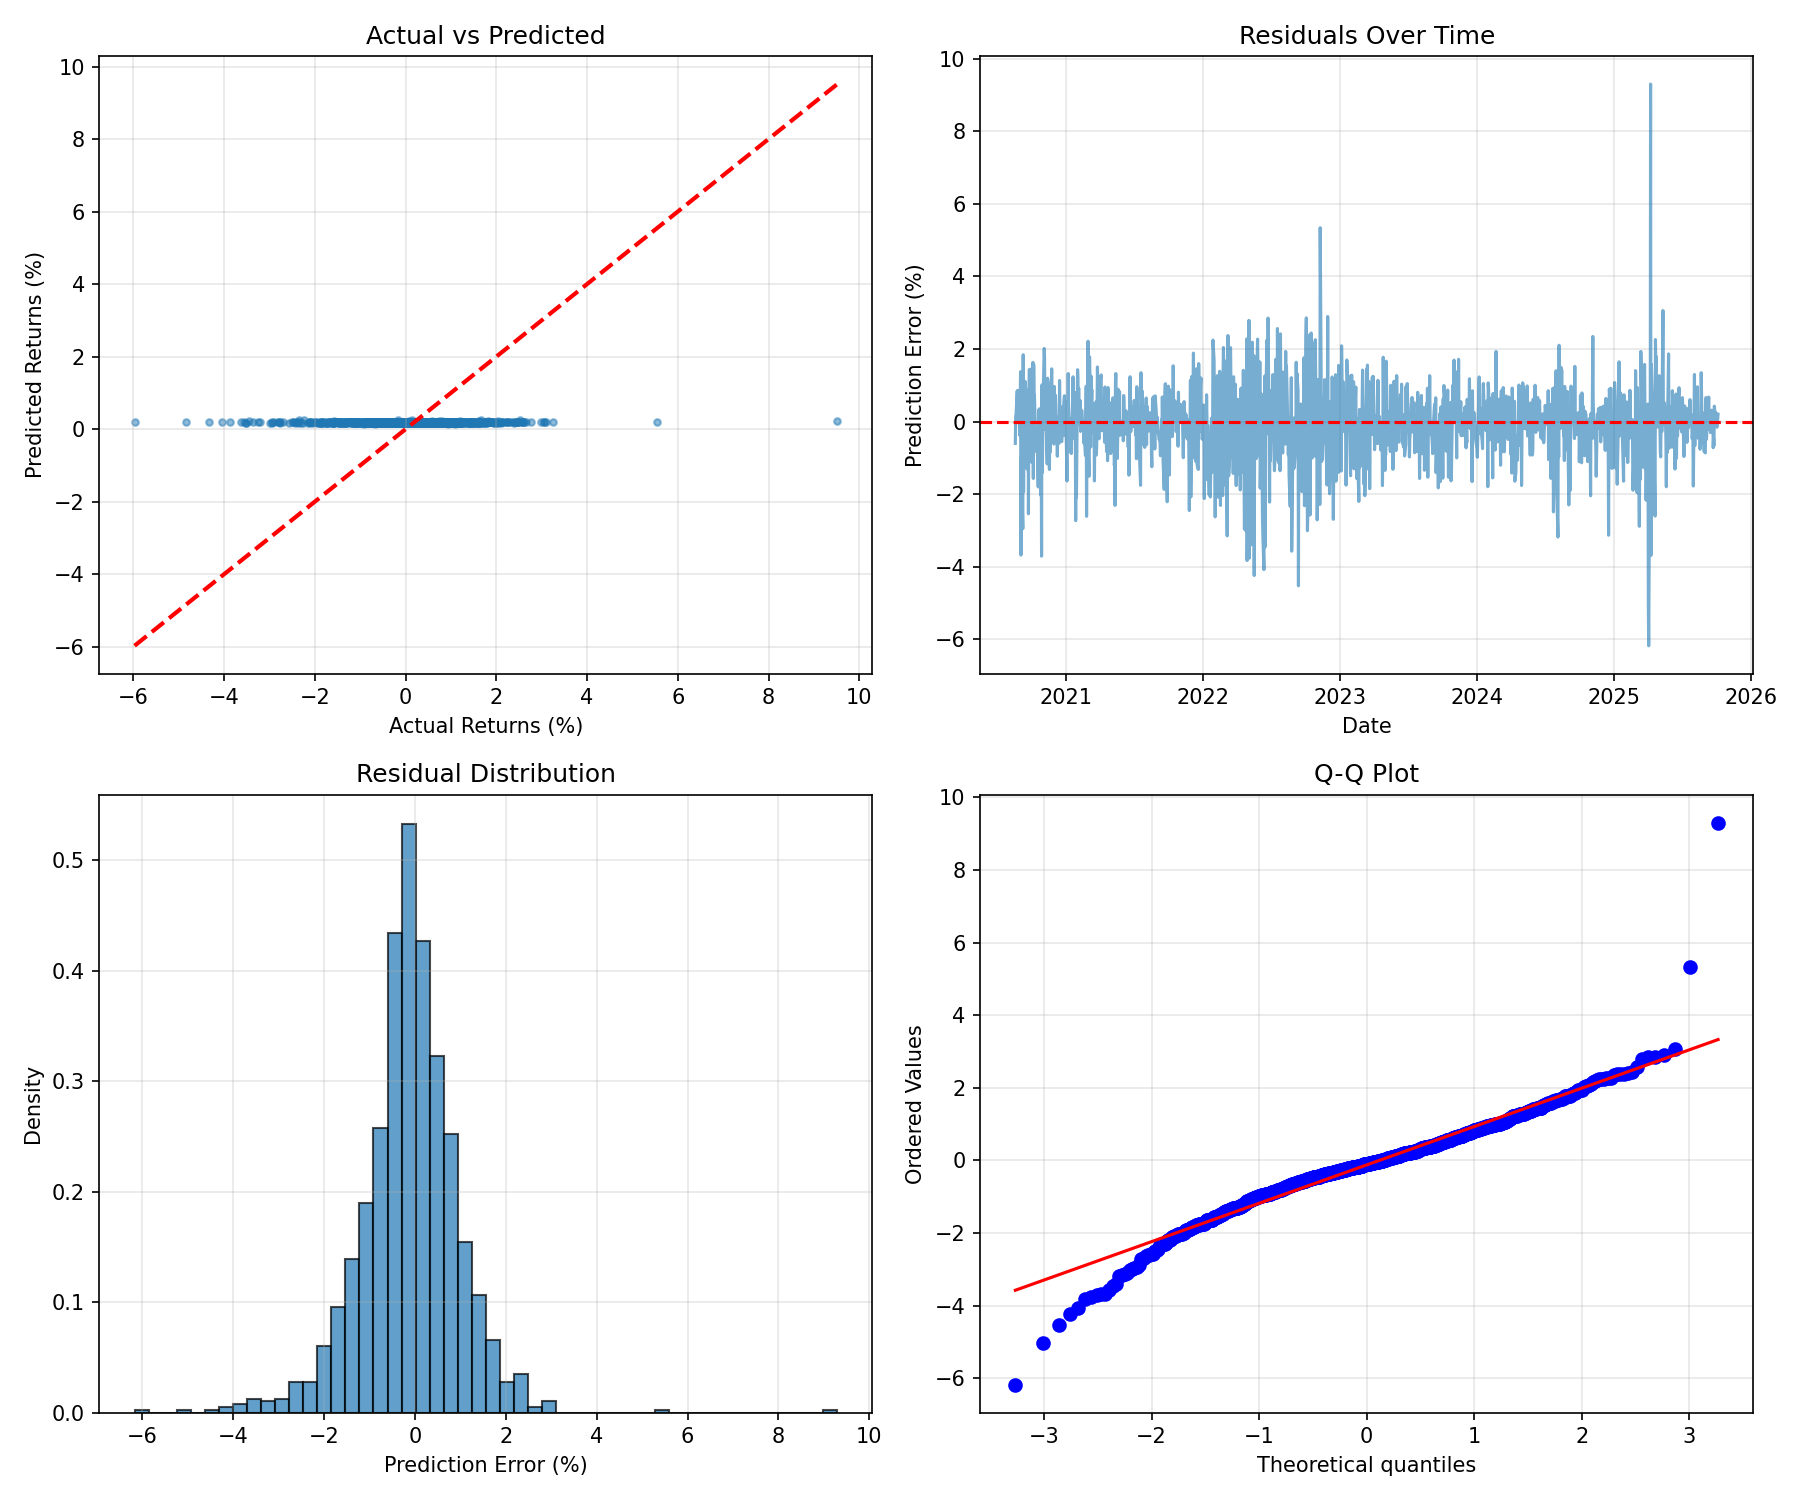 Actual vs Predicted
10
8
6
4
2
0
−2
−4
−6
Predicted Returns (%)
−6 −4 −2 0 2 4 6 8 10
Actual Returns (%)
Residuals Over Time
10
8
6
4
2
0
−2
−4
−6
Prediction Error (%)
2021 2022 2023 2024 2025 2026
Date
Residual Distribution
0.5
0.4
0.3
0.2
0.1
0.0
Density
−6 −4 −2 0 2 4 6 8 10
Prediction Error (%)
Q-Q Plot
10
8
6
4
2
0
−2
−4
−6
Ordered Values
−3 −2 −1 0 1 2 3
Theoretical quantiles